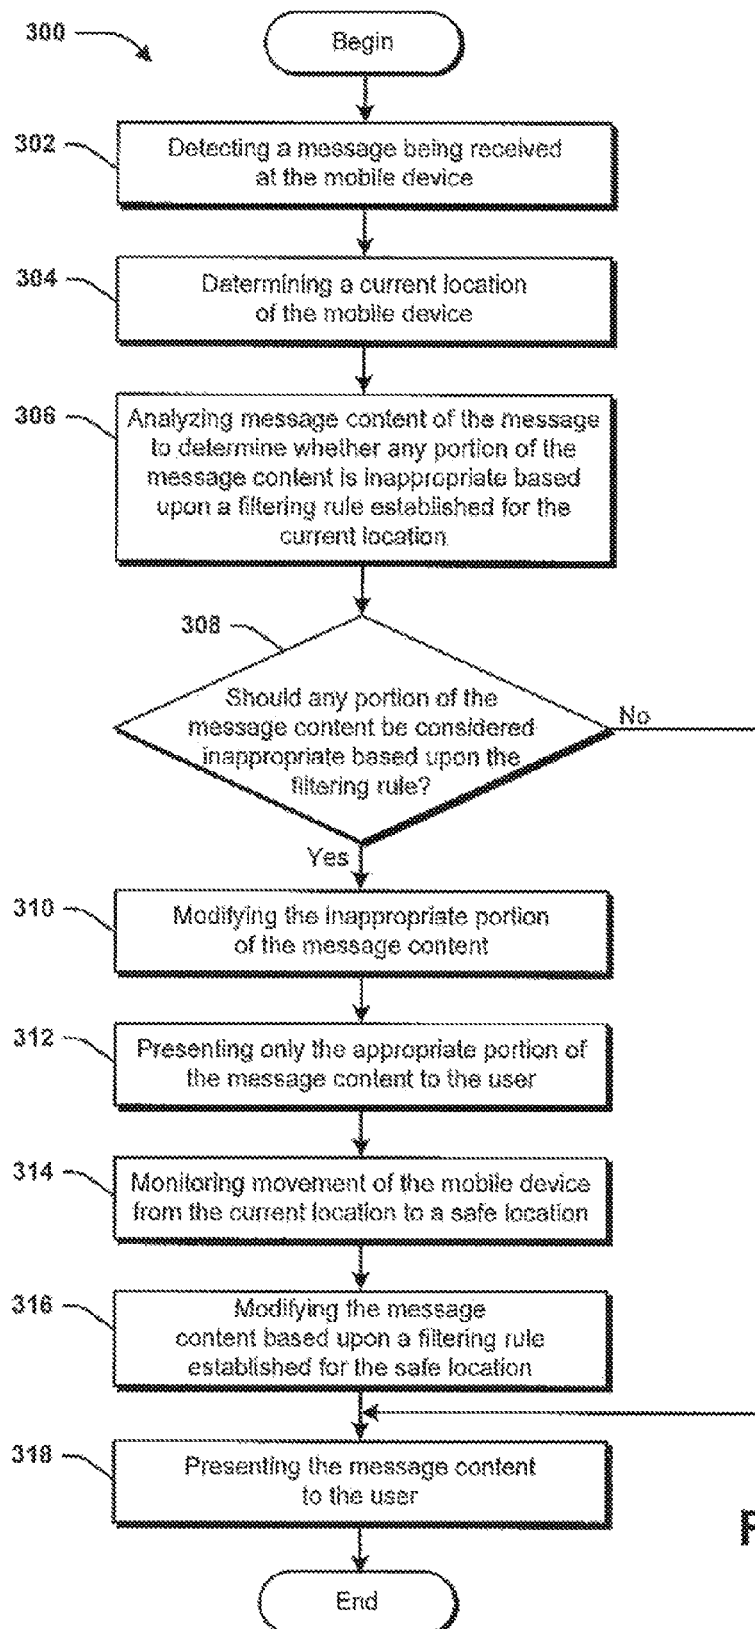 300
Begin
302
Detecting a message being received
at the mobile device
304
Determining a current location
of the mobile device
306
Analyzing message content of the message
to determine whether any portion of the
message content is inappropriate based
upon a filtering rule established for the
current location
308
Should any portion of the
message content be considered
inappropriate based upon the
filtering rule?
No
Yes
310
Modifying the inappropriate portion
of the message content
312
Presenting only the appropriate portion of
the message content to the user
314
Monitoring movement of the mobile device
from the current location to a safe location
316
Modifying the message
content based upon a filtering rule
established for the safe location
318
Presenting the message content
to the user
End